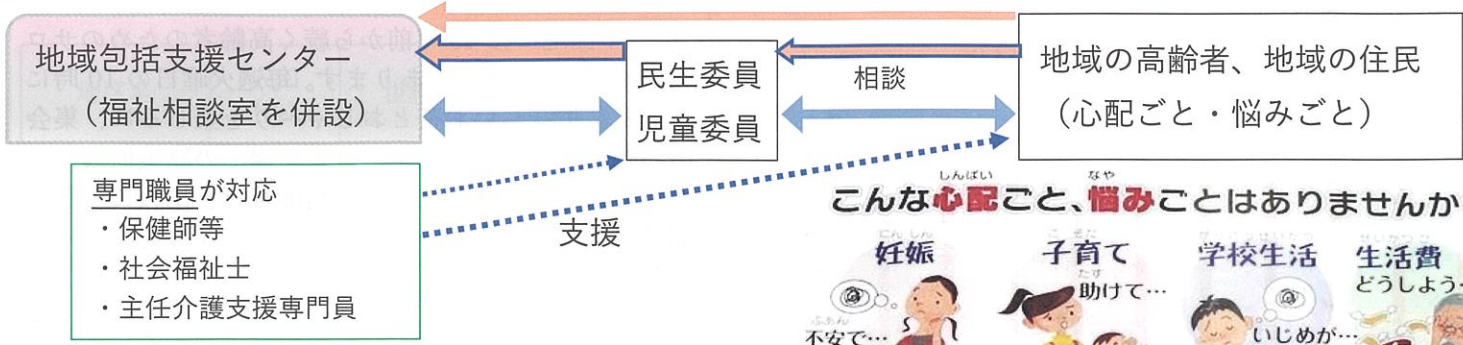 地域包括支援センター
（福祉相談室を併設）
民生委員
児童委員
相談
地域の高齢者、地域の住民
（心配ごと・悩みごと）
専門職員が対応
・保健師等
・社会福祉士
・主任介護支援専門員
支援
こんな心配ごと、悩みごとはありませんか
妊娠
不安で…
子育て
助けて…
学校生活
いじめが…
生活費
どうしよう…